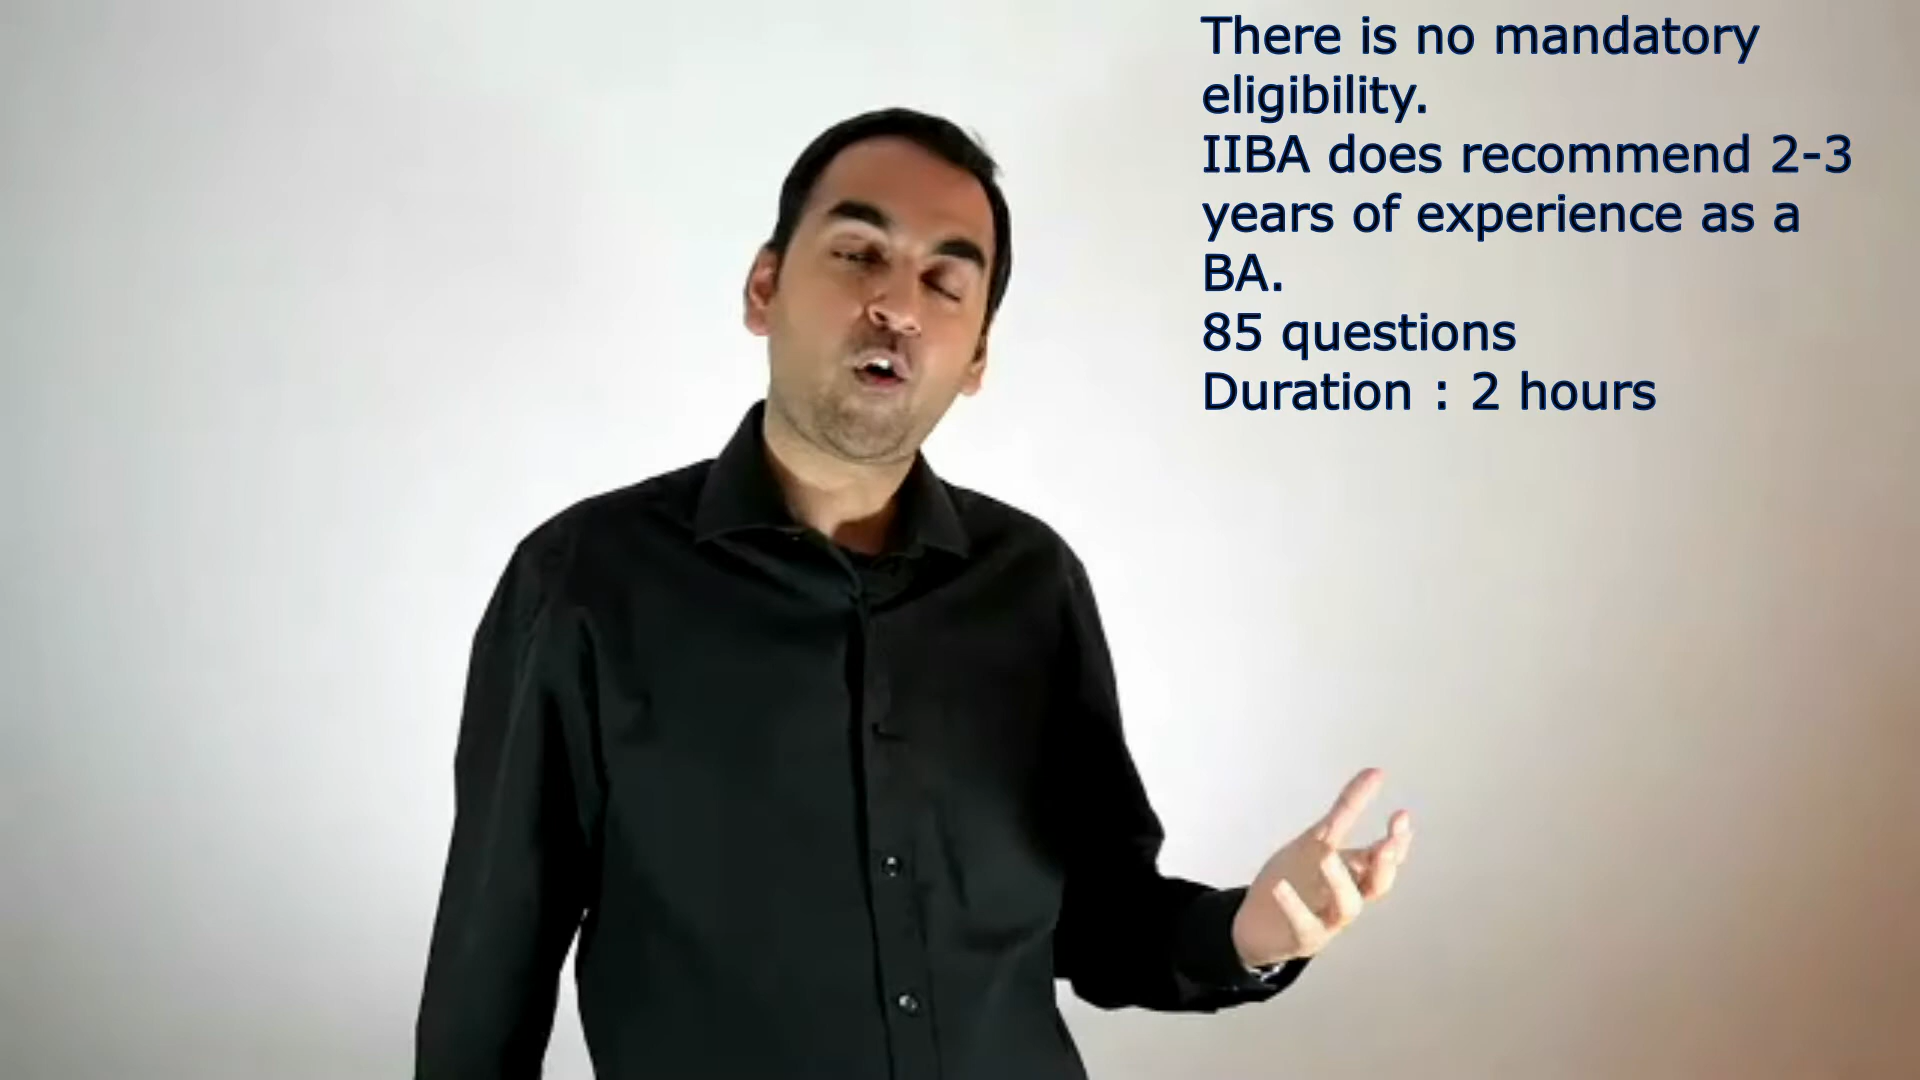 There is no mandatory
eligibility.
IIBA does recommend 2-3
years of experience as a
BA.
85 questions
Duration : 2 hours